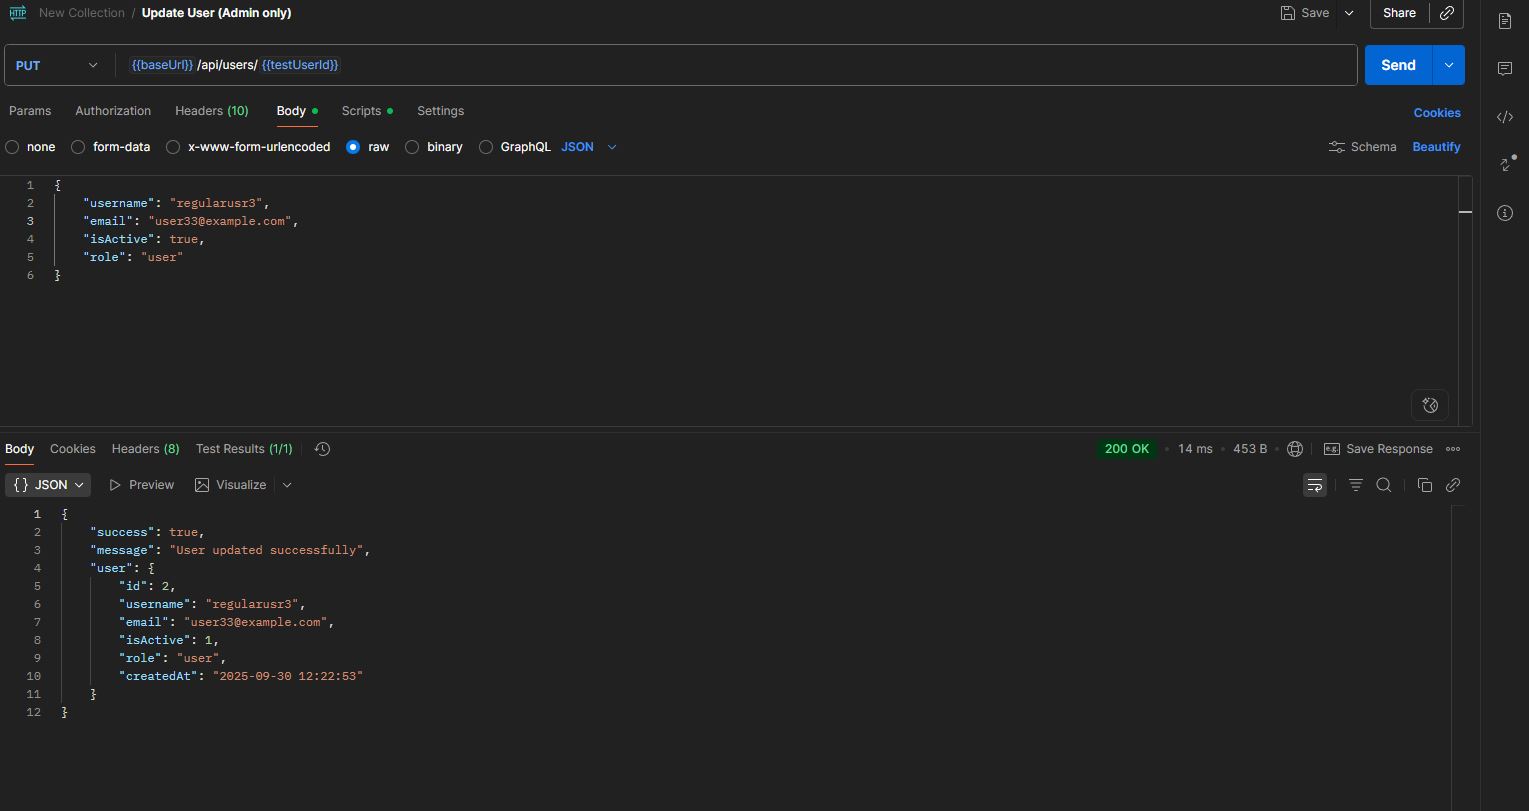 HTTP New Collection / Update User (Admin only) Save Share
PUT {{baseUrl}} /api/users/ {{testUserId}} Send
Params Authorization Headers (10) Body Scripts Settings Cookies
none form-data x-www-form-urlencoded raw binary GraphQL JSON Schema Beautify
1 {
2 "username": "regularusr3",
3 "email": "user33@example.com",
4 "isActive": true,
5 "role": "user"
6 }
Body Cookies Headers (8) Test Results (1/1) 200 OK • 14 ms • 453 B • e.g. Save Response
{} JSON Preview Visualize
1 {
2 "success": true,
3 "message": "User updated successfully",
4 "user": {
5 "id": 2,
6 "username": "regularusr3",
7 "email": "user33@example.com",
8 "isActive": 1,
9 "role": "user",
10 "createdAt": "2025-09-30 12:22:53"
11 }
12 }